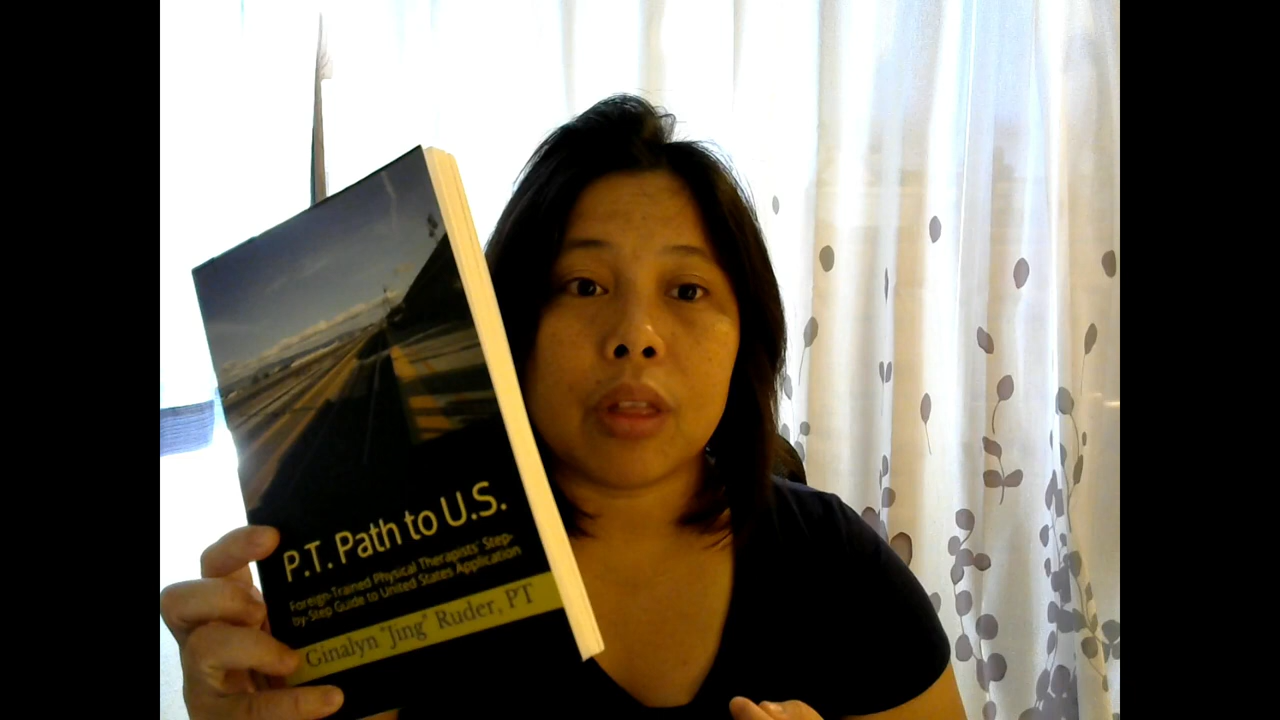 P.T. Path to U.S.
Foreign-Trained Physical Therapists' Step-
by-Step Guide to United States Application
Ginalyn "Jing" Ruder, PT